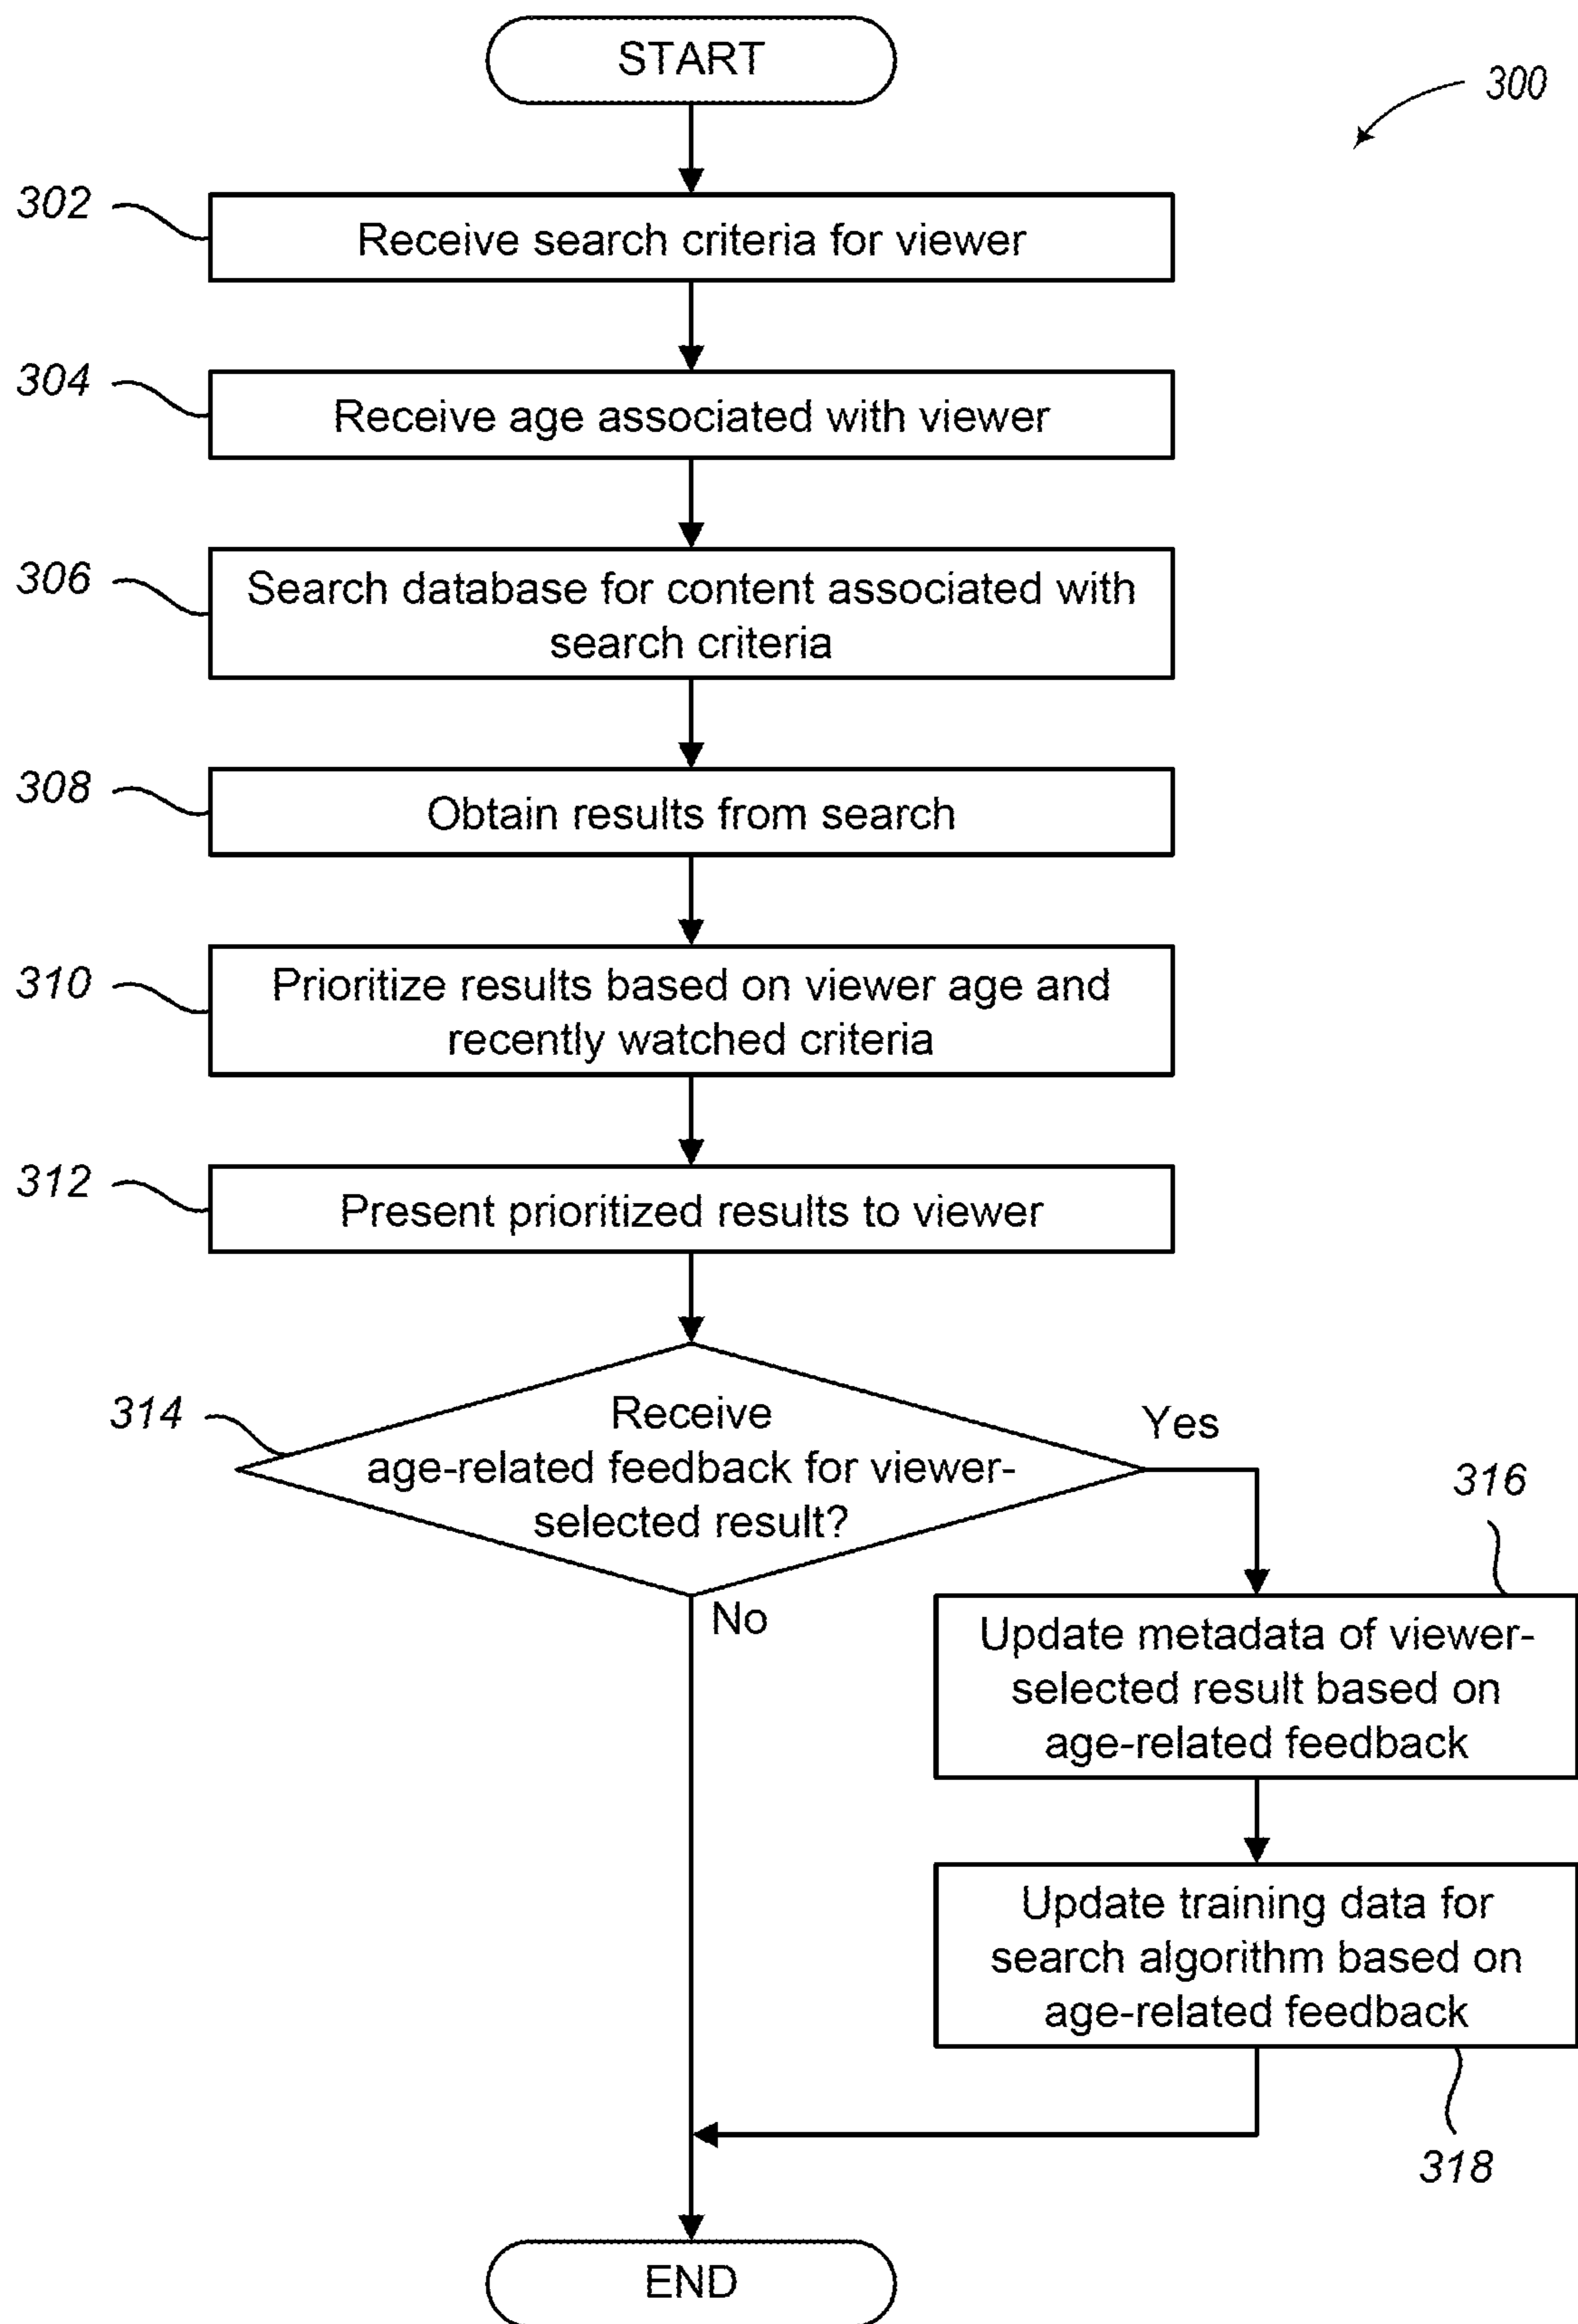 START
300
302
Receive search criteria for viewer
304
Receive age associated with viewer
306
Search database for content associated with
search criteria
308
Obtain results from search
310
Prioritize results based on viewer age and
recently watched criteria
312
Present prioritized results to viewer
314
Receive
age-related feedback for viewer-
selected result?
Yes
No
316
Update metadata of viewer-
selected result based on
age-related feedback
Update training data for
search algorithm based on
age-related feedback
318
END